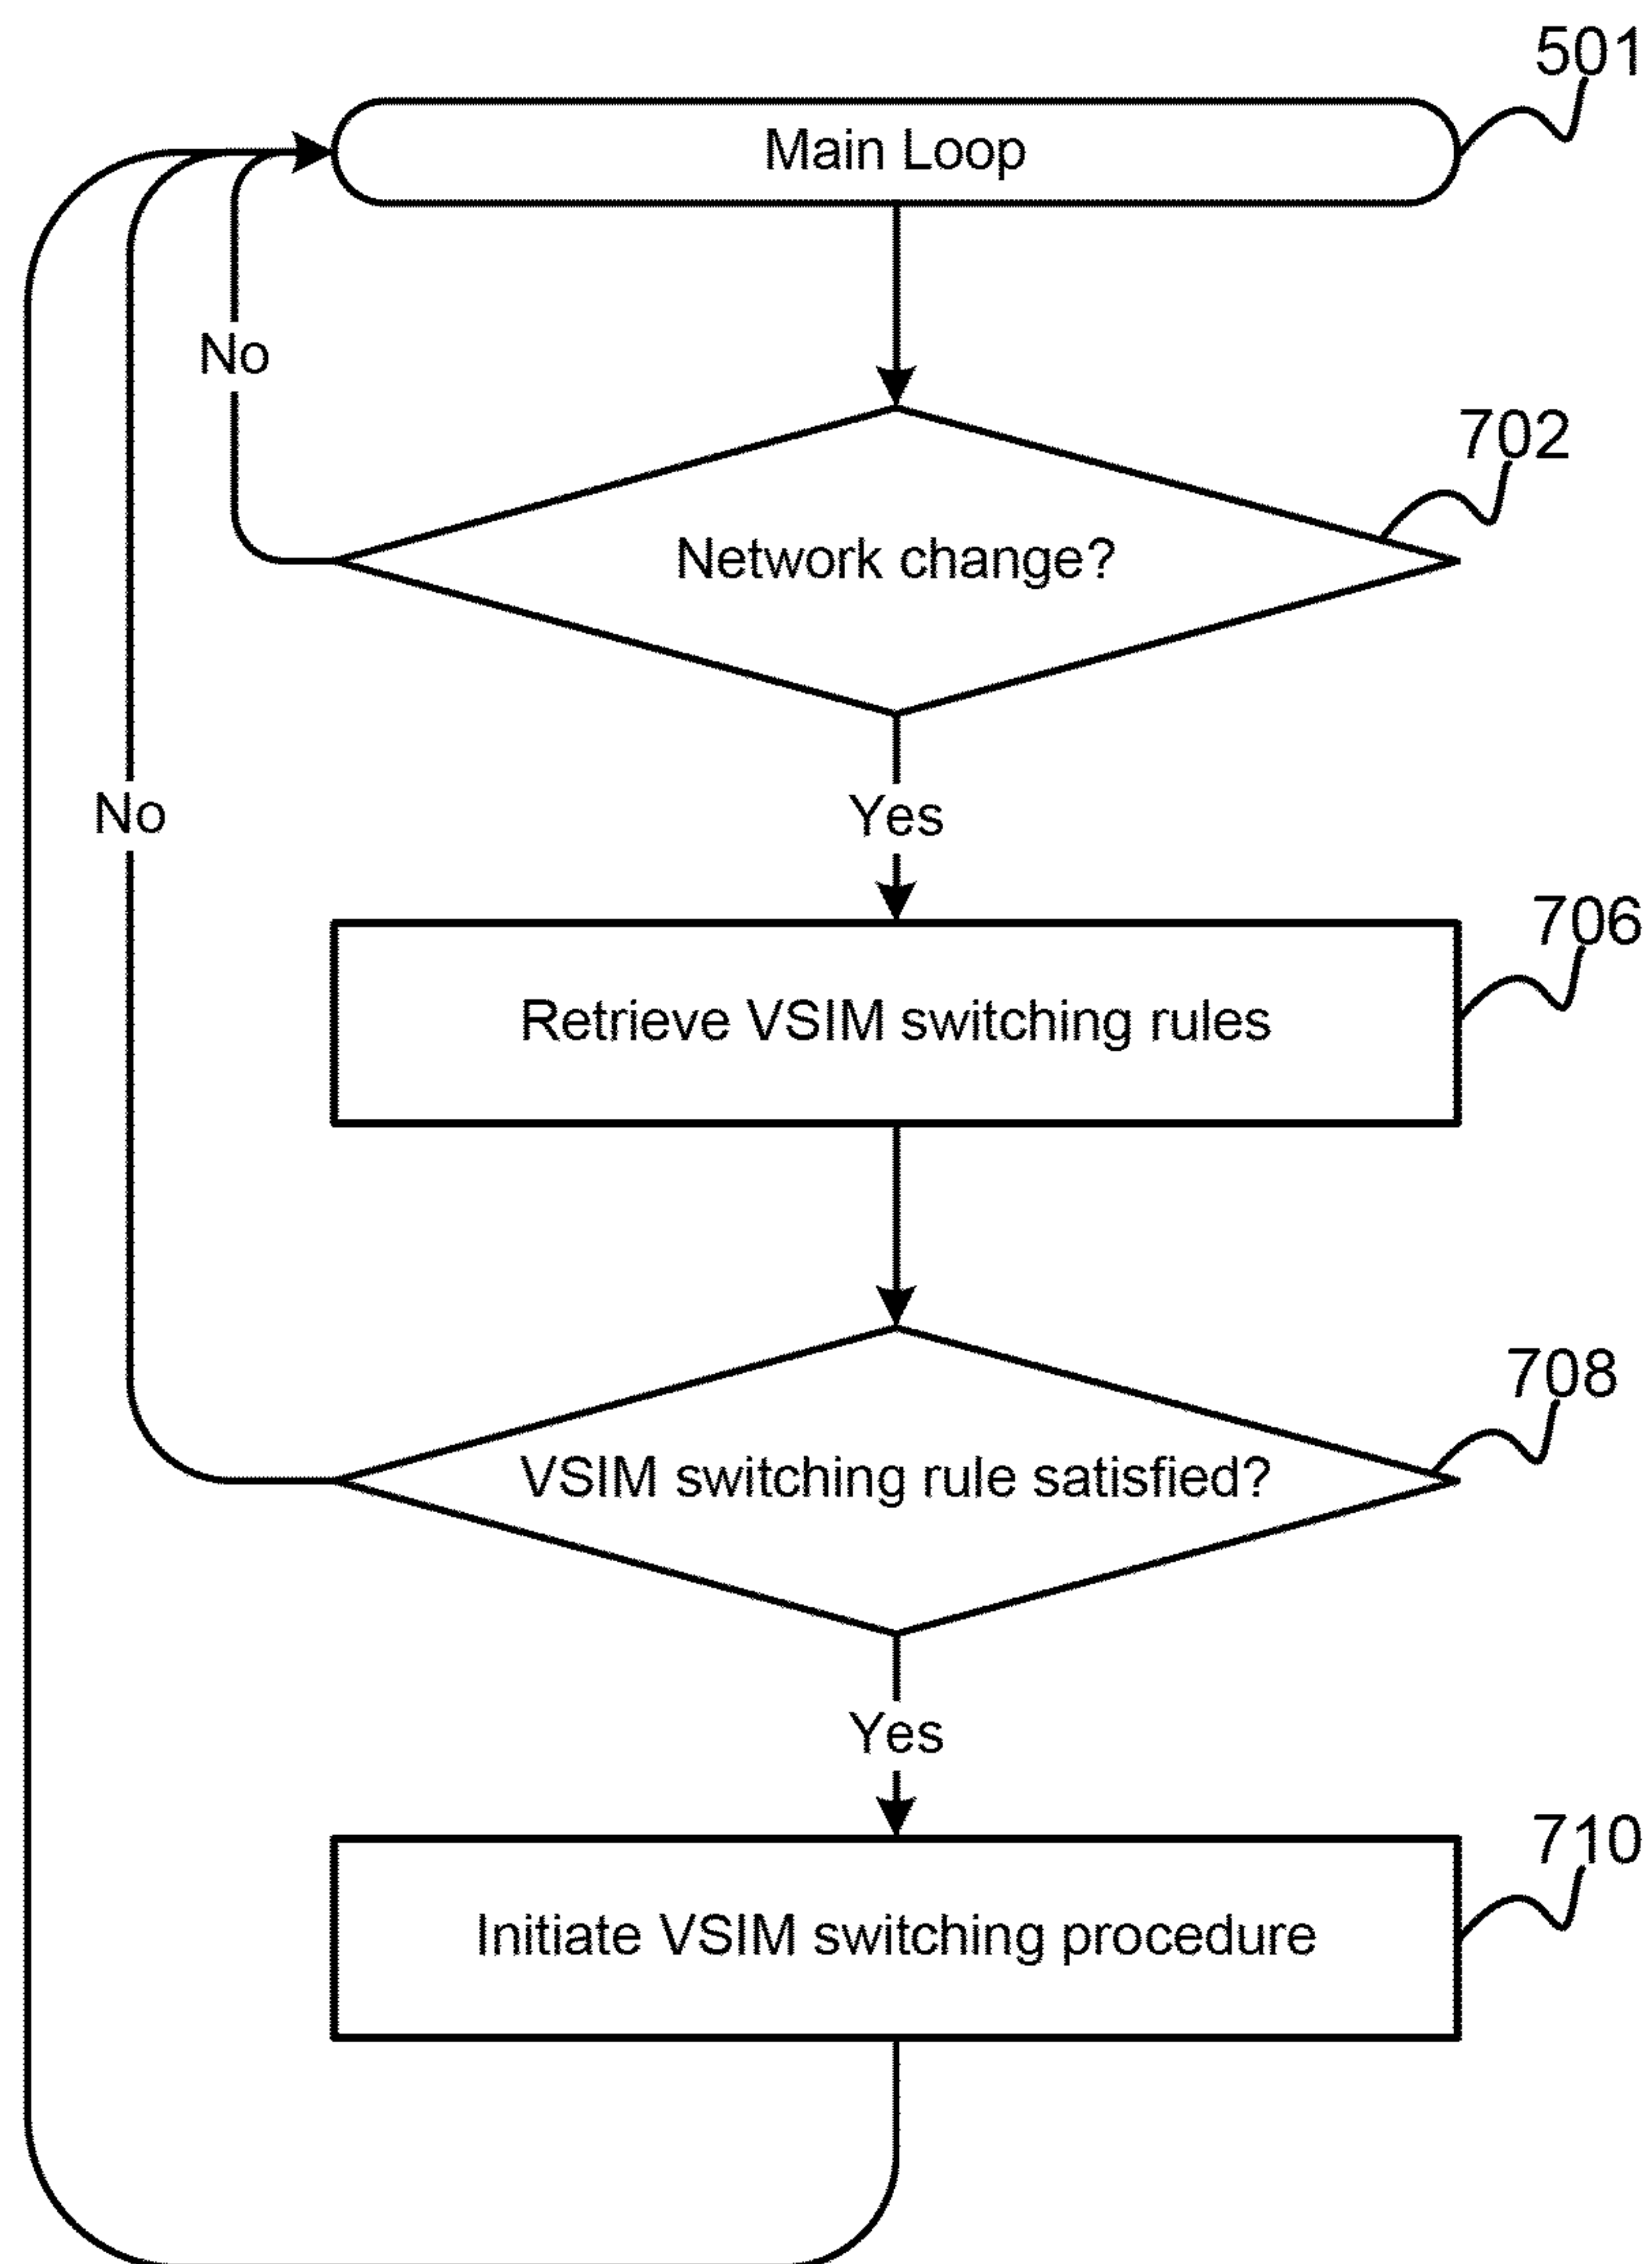 501
Main Loop
No
702
Network change?
No
Yes
706
Retrieve VSIM switching rules
708
VSIM switching rule satisfied?
Yes
710
Initiate VSIM switching procedure